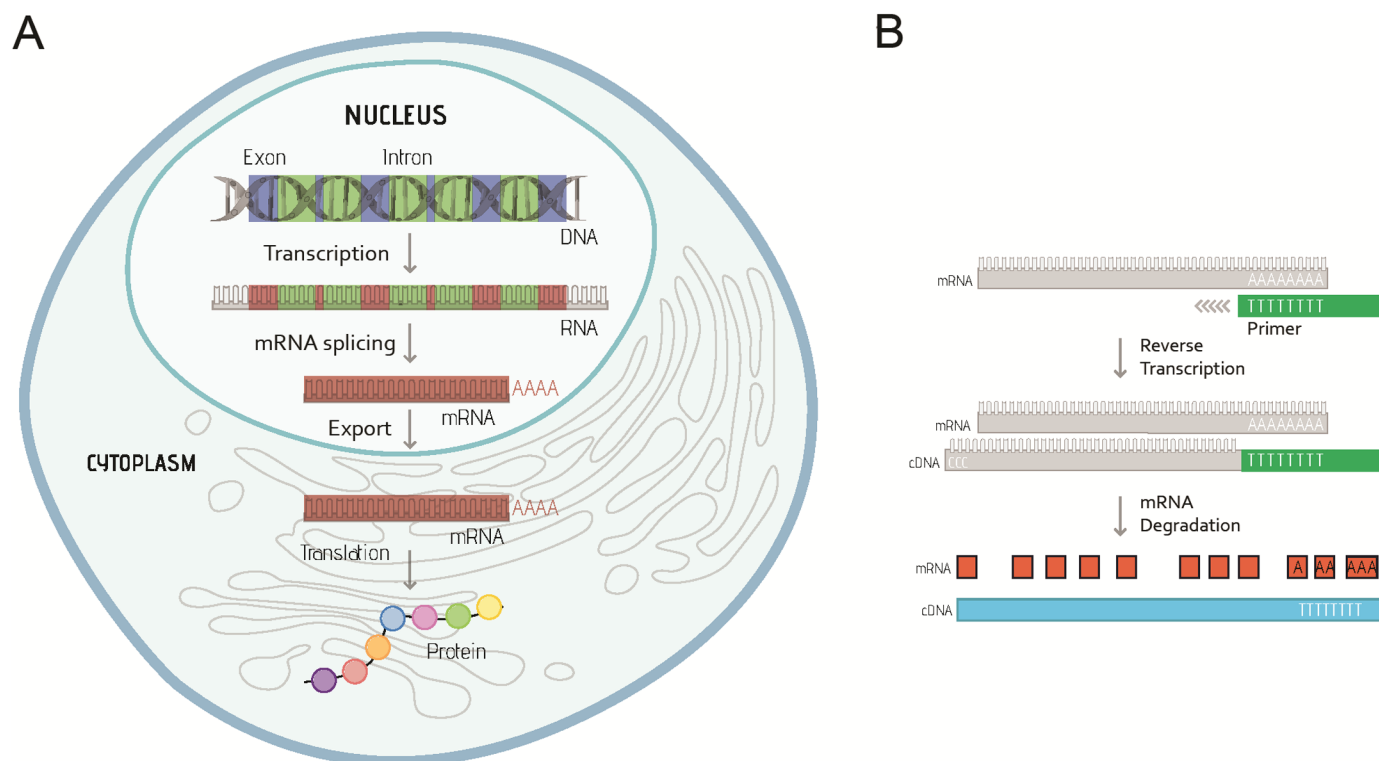 A
NUCLEUS
Exon
Intron
DNA
Transcription
RNA
mRNA splicing
AAAA
mRNA
Export
CYTOPLASM
AAAA
mRNA
Translation
Protein
B
mRNA
AAAAAAAA
TTTTTTTT
Primer
Reverse
Transcription
mRNA
AAAAAAAA
cDNA
CCC
TTTTTTTT
mRNA
Degradation
mRNA
A AA AAA
cDNA
TTTTTTTT